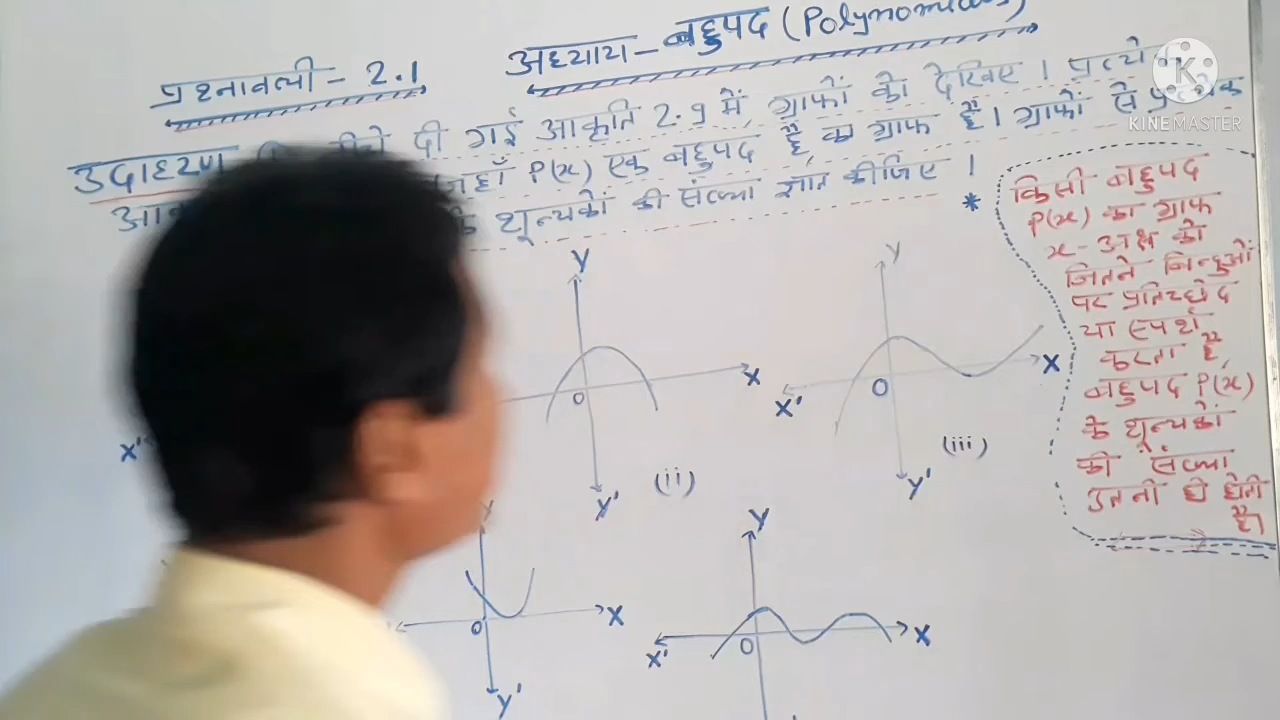 अध्याय - बहुपद (Polynomials)
प्रश्नावली - 2.1
उदाहरण दी गई आकृति 2.9 में, ग्राफों को देखिए । प्रत्येक
जहाँ P(x) एक बहुपद है, का ग्राफ है । ग्राफों से प्रत्येक
के शून्यकों की संख्या ज्ञात कीजिए ।
* किसी बहुपद
P(x) का ग्राफ
x-अक्ष को
जितने बिन्दुओं
पर प्रतिच्छेद
या स्पर्श
करता है,
बहुपद P(x)
के शून्यकों
की संख्या
उतनी ही होती
है।
Y
X
O
Y'
(ii)
Y
X
X'
O
Y'
(iii)
X'
Y
X
O
Y'
Y
X
X'
O
KINEMASTER